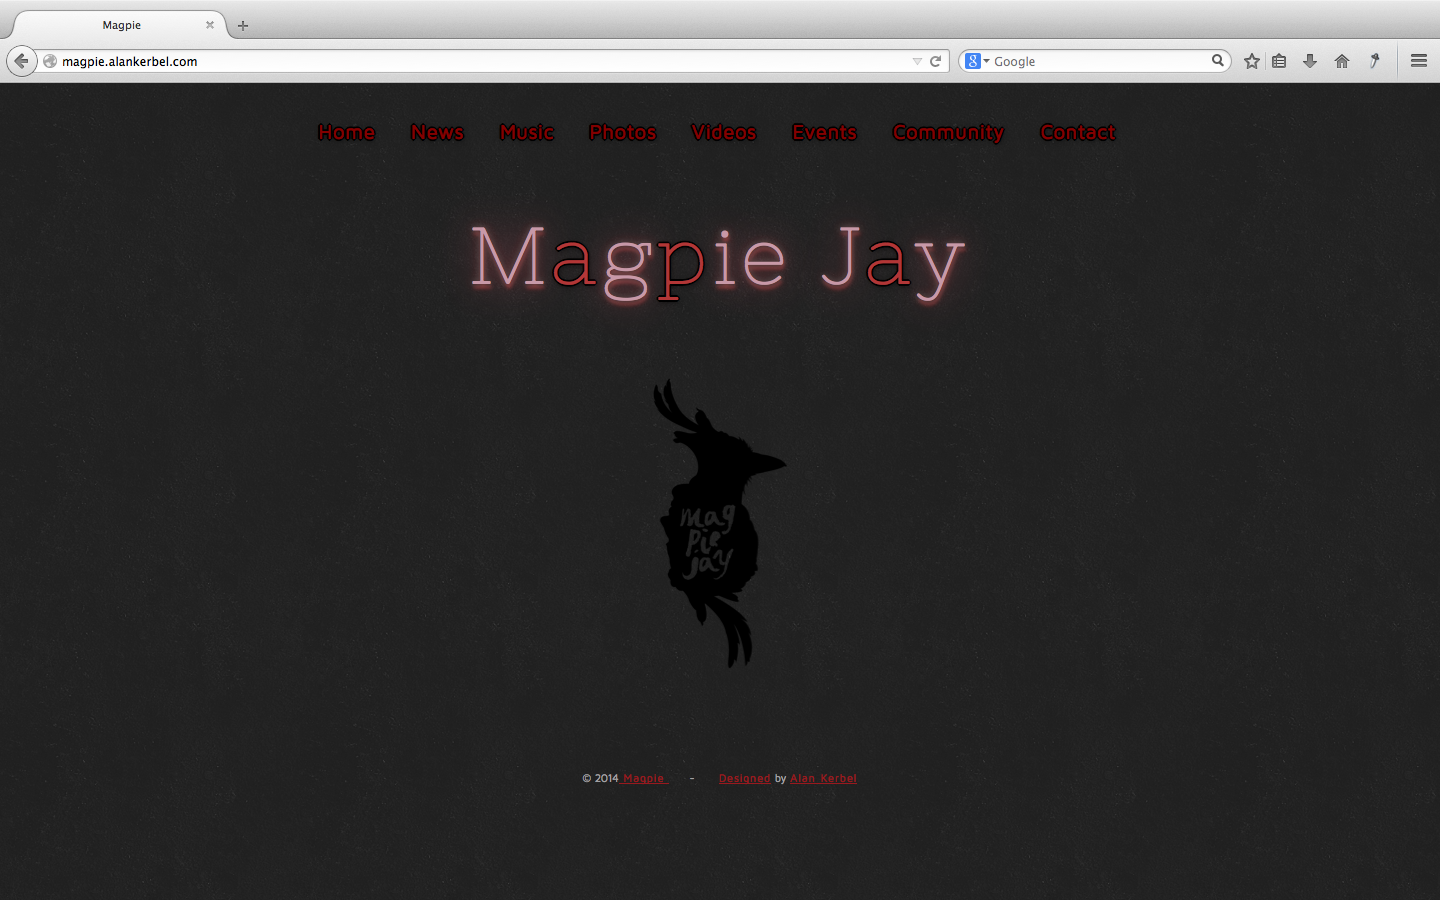 Magpie
magpie.alankerbel.com
Google
Home News Music Photos Videos Events Community Contact
Magpie Jay
mag
pie
jay
© 2014 Magpie - Designed by Alan Kerbel